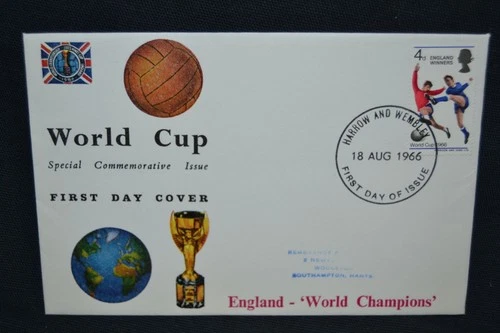 4d ENGLAND
WINNERS
World Cup 1966
HARROW AND WEMBLEY
18 AUG 1966
FIRST DAY OF ISSUE
World Cup
Special Commemorative Issue
FIRST DAY COVER
SOUTHAMPTON, HANTS.
England - 'World Champions'